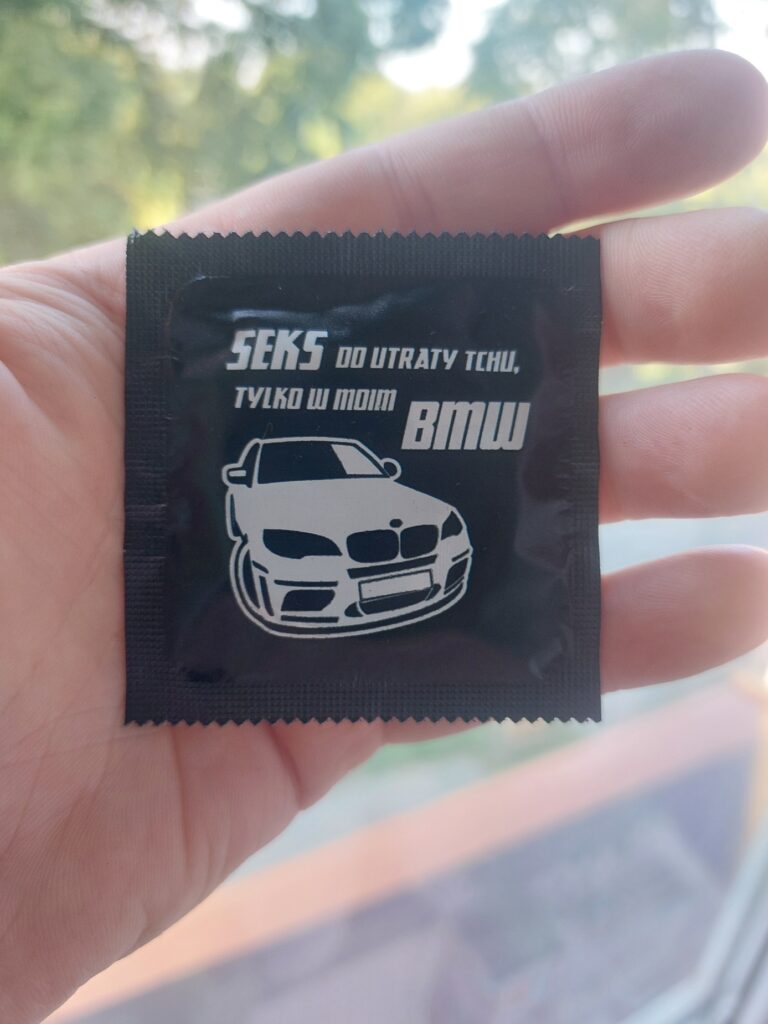 SEKS DO UTRATY TCHU,
TYLKO W MOIM BMW